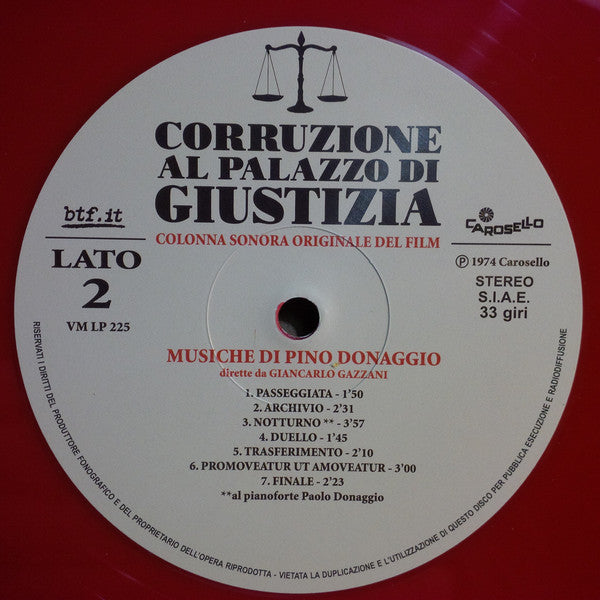 CORRUZIONE
AL PALAZZO DI
GIUSTIZIA
COLONNA SONORA ORIGINALE DEL FILM
btf.it
LATO
2
VM LP 225
CAROSELLO
Ⓟ 1974 Carosello
STEREO
S.I.A.E.
33 giri
MUSICHE DI PINO DONAGGIO
dirette da GIANCARLO GAZZANI
1. PASSEGGIATA - 1'50
2. ARCHIVIO - 2'31
3. NOTTURNO ** - 3'57
4. DUELLO - 1'45
5. TRASFERIMENTO - 2'10
6. PROMOVEATUR UT AMOVEATUR - 3'00
7. FINALE - 2'23
**al pianoforte Paolo Donaggio
RISERVATI I DIRITTI DEL PRODUTTORE FONOGRAFICO E DEL PROPRIETARIO DELL'OPERA RIPRODOTTA - VIETATA LA DUPLICAZIONE E L'UTILIZZAZIONE DI QUESTO DISCO PER PUBBLICA ESECUZIONE E RADIODIFFUSIONE